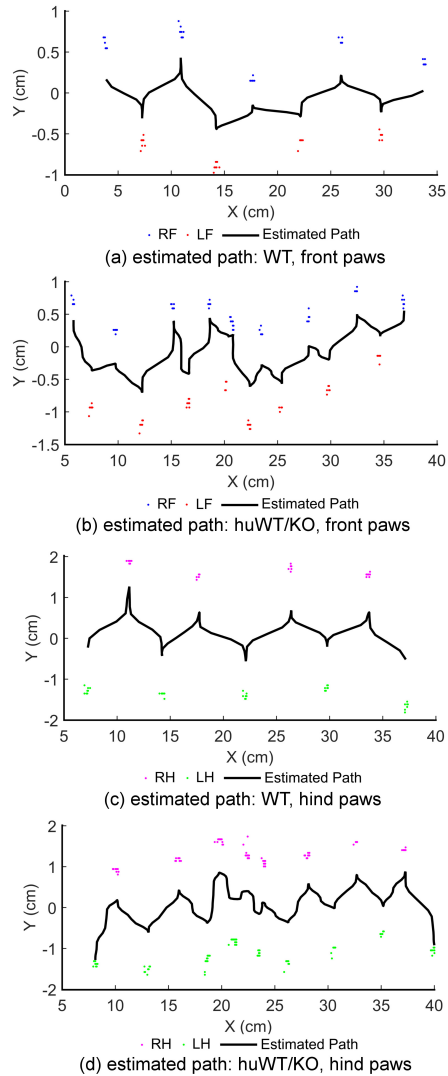 Y (cm)
1
0.5
0
-0.5
-1
0 5 10 15 20 25 30 35
X (cm)
RF LF Estimated Path
(a) estimated path: WT, front paws
Y (cm)
1
0.5
0
-0.5
-1
-1.5
5 10 15 20 25 30 35 40
X (cm)
RF LF Estimated Path
(b) estimated path: huWT/KO, front paws
Y (cm)
2
1
0
-1
-2
5 10 15 20 25 30 35 40
X (cm)
RH LH Estimated Path
(c) estimated path: WT, hind paws
Y (cm)
2
1
0
-1
-2
5 10 15 20 25 30 35 40
X (cm)
RH LH Estimated Path
(d) estimated path: huWT/KO, hind paws